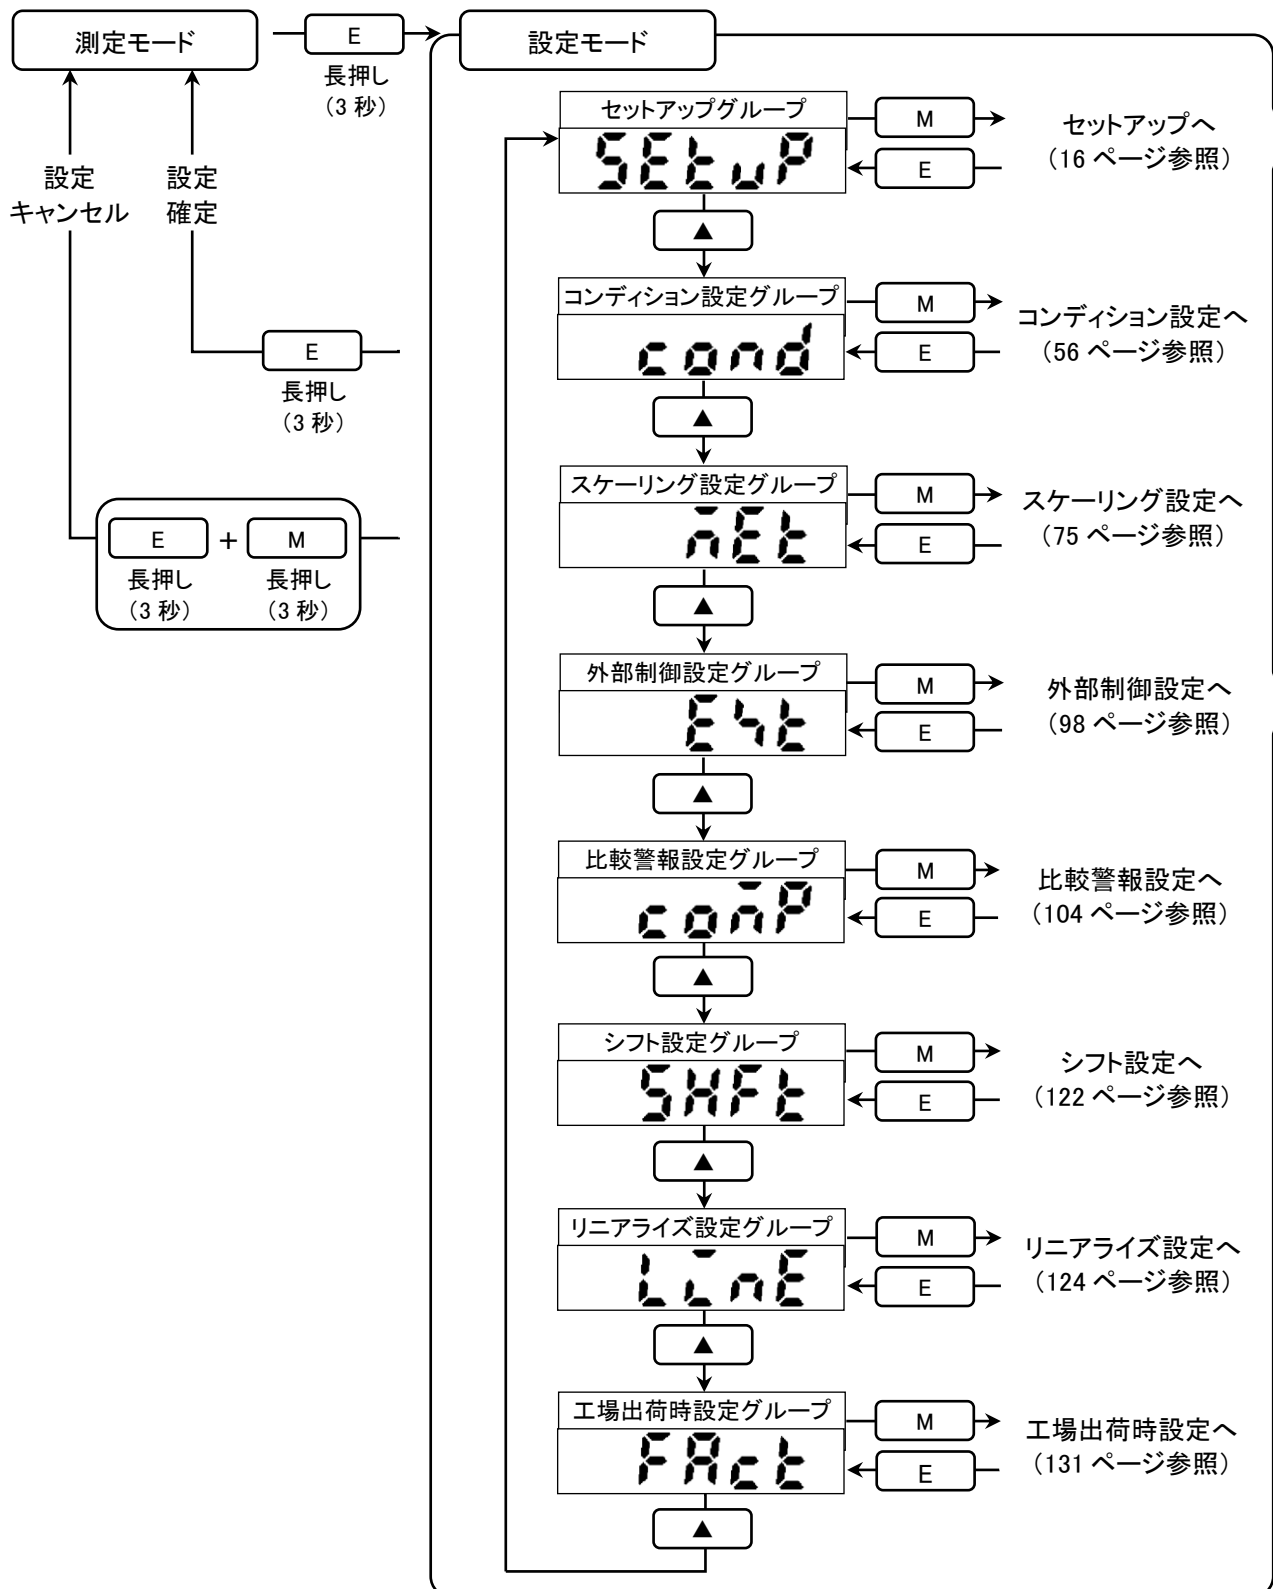 測定モード
E
長押し
（3 秒）
設定モード
設定
キャンセル
設定
確定
E
長押し
（3 秒）
E
+
M
長押し
（3 秒）
長押し
（3 秒）
セットアップグループ
SEtuP
M
E
セットアップへ
（16 ページ参照）
▲
コンディション設定グループ
cond
M
E
コンディション設定へ
（56 ページ参照）
▲
スケーリング設定グループ
mEt
M
E
スケーリング設定へ
（75 ページ参照）
▲
外部制御設定グループ
Ext
M
E
外部制御設定へ
（98 ページ参照）
▲
比較警報設定グループ
comP
M
E
比較警報設定へ
（104 ページ参照）
▲
シフト設定グループ
SHFt
M
E
シフト設定へ
（122 ページ参照）
▲
リニアライズ設定グループ
LinE
M
E
リニアライズ設定へ
（124 ページ参照）
▲
工場出荷時設定グループ
FAct
M
E
工場出荷時設定へ
（131 ページ参照）
▲